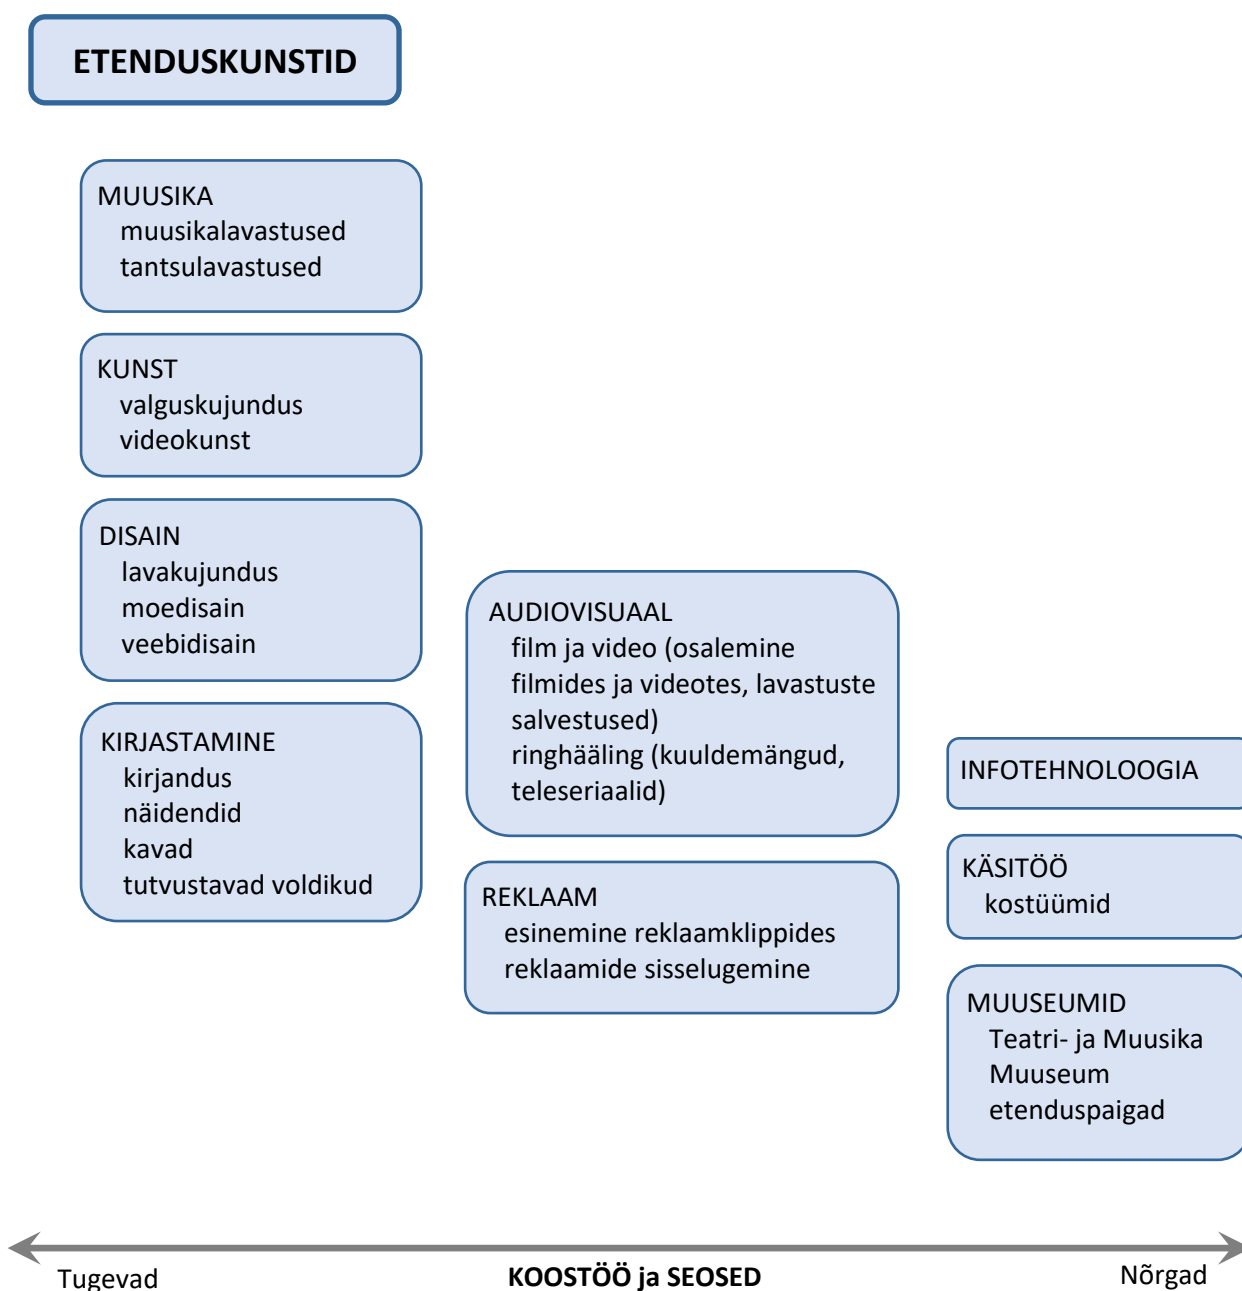 ETENDUSKUNSTID
MUUSIKA
muusikalavastused
tantsulavastused
KUNST
valguskujundus
videokunst
DISAIN
lavakujundus
moedisain
veebidisain
KIRJASTAMINE
kirjandus
näidendid
kavad
tutvustavad voldikud
AUDIOVISUAAL
film ja video (osalemine
filmides ja videotes, lavastuste
salvestused)
ringhääling (kuuldemängud,
teleseriaalid)
REKLAAM
esinemine reklaamklippides
reklaamide sisselugemine
INFOTEHNOLOOGIA
KÄSITÖÖ
kostüümid
MUUSEUMID
Teatri- ja Muusika
Muuseum
etenduspaigad
Tugevad
KOOSTÖÖ ja SEOSED
Nõrgad